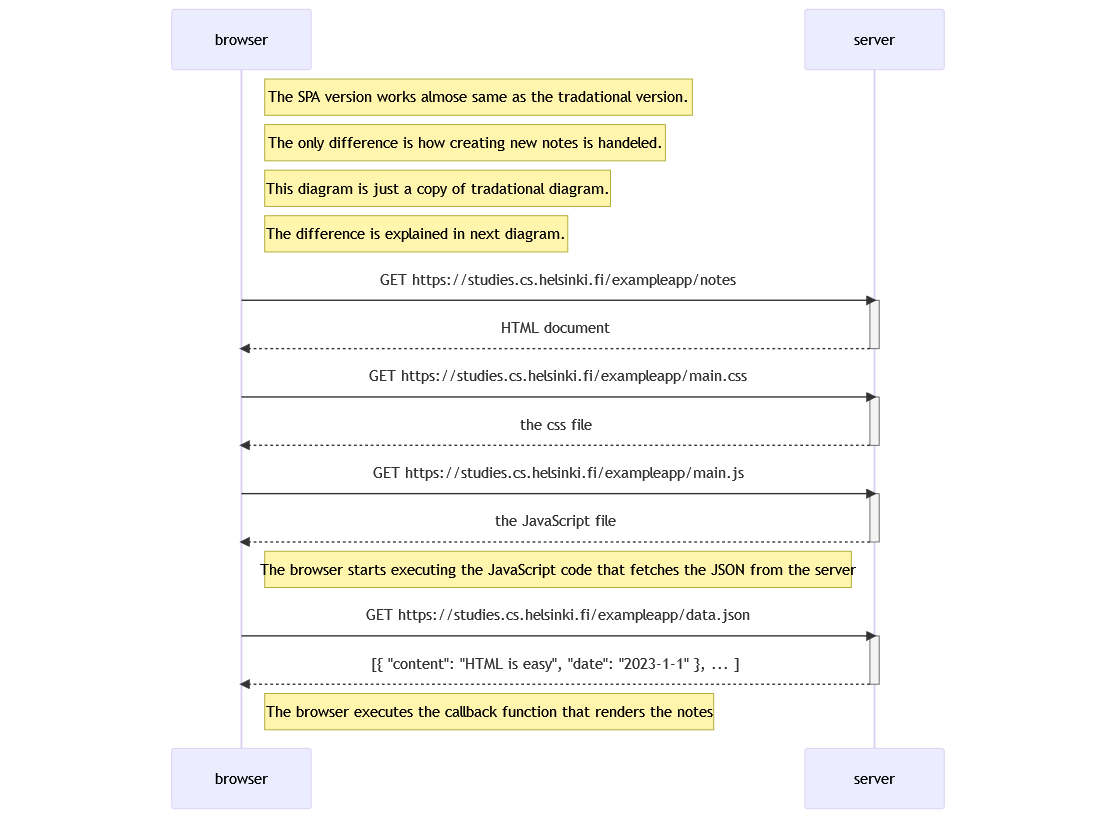 browser
server
The SPA version works almose same as the tradational version.
The only difference is how creating new notes is handeled.
This diagram is just a copy of tradational diagram.
The difference is explained in next diagram.
GET https://studies.cs.helsinki.fi/exampleapp/notes
HTML document
GET https://studies.cs.helsinki.fi/exampleapp/main.css
the css file
GET https://studies.cs.helsinki.fi/exampleapp/main.js
the JavaScript file
The browser starts executing the JavaScript code that fetches the JSON from the server
GET https://studies.cs.helsinki.fi/exampleapp/data.json
[{ "content": "HTML is easy", "date": "2023-1-1" }, ... ]
The browser executes the callback function that renders the notes
browser
server